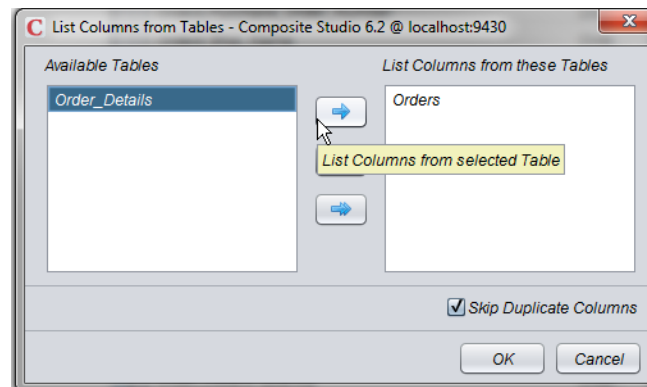 C List Columns from Tables - Composite Studio 6.2 @ localhost:9430
Available Tables
List Columns from these Tables
Order_Details
Orders
List Columns from selected Table
Skip Duplicate Columns
OK
Cancel